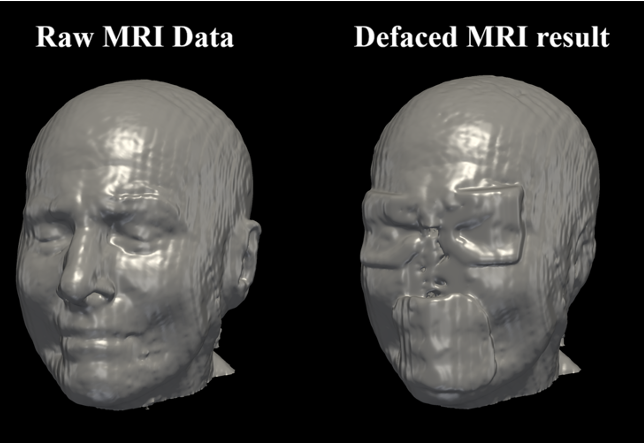 Raw MRI Data
Defaced MRI result